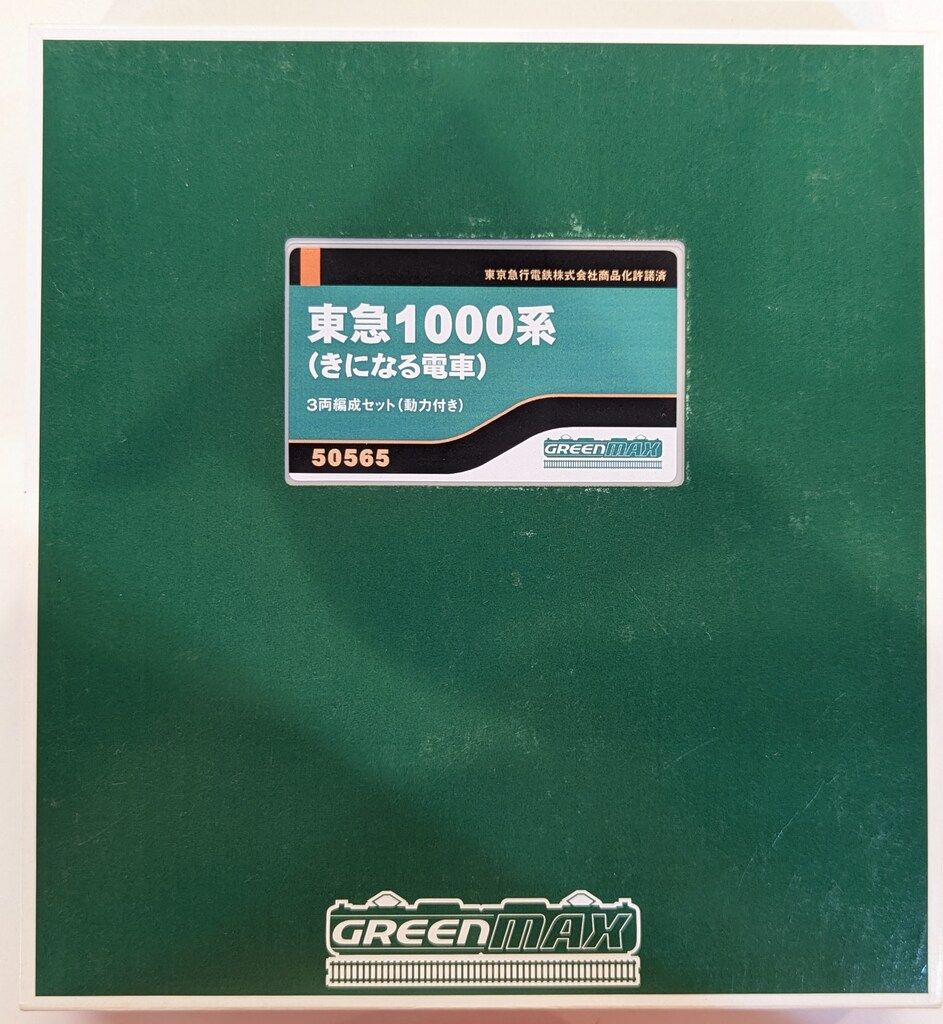 東京急行電鉄株式会社商品化許諾済
東急1000系
(きになる電車)
3両編成セット(動力付き)
50565
GREENMAX
GREENMAX